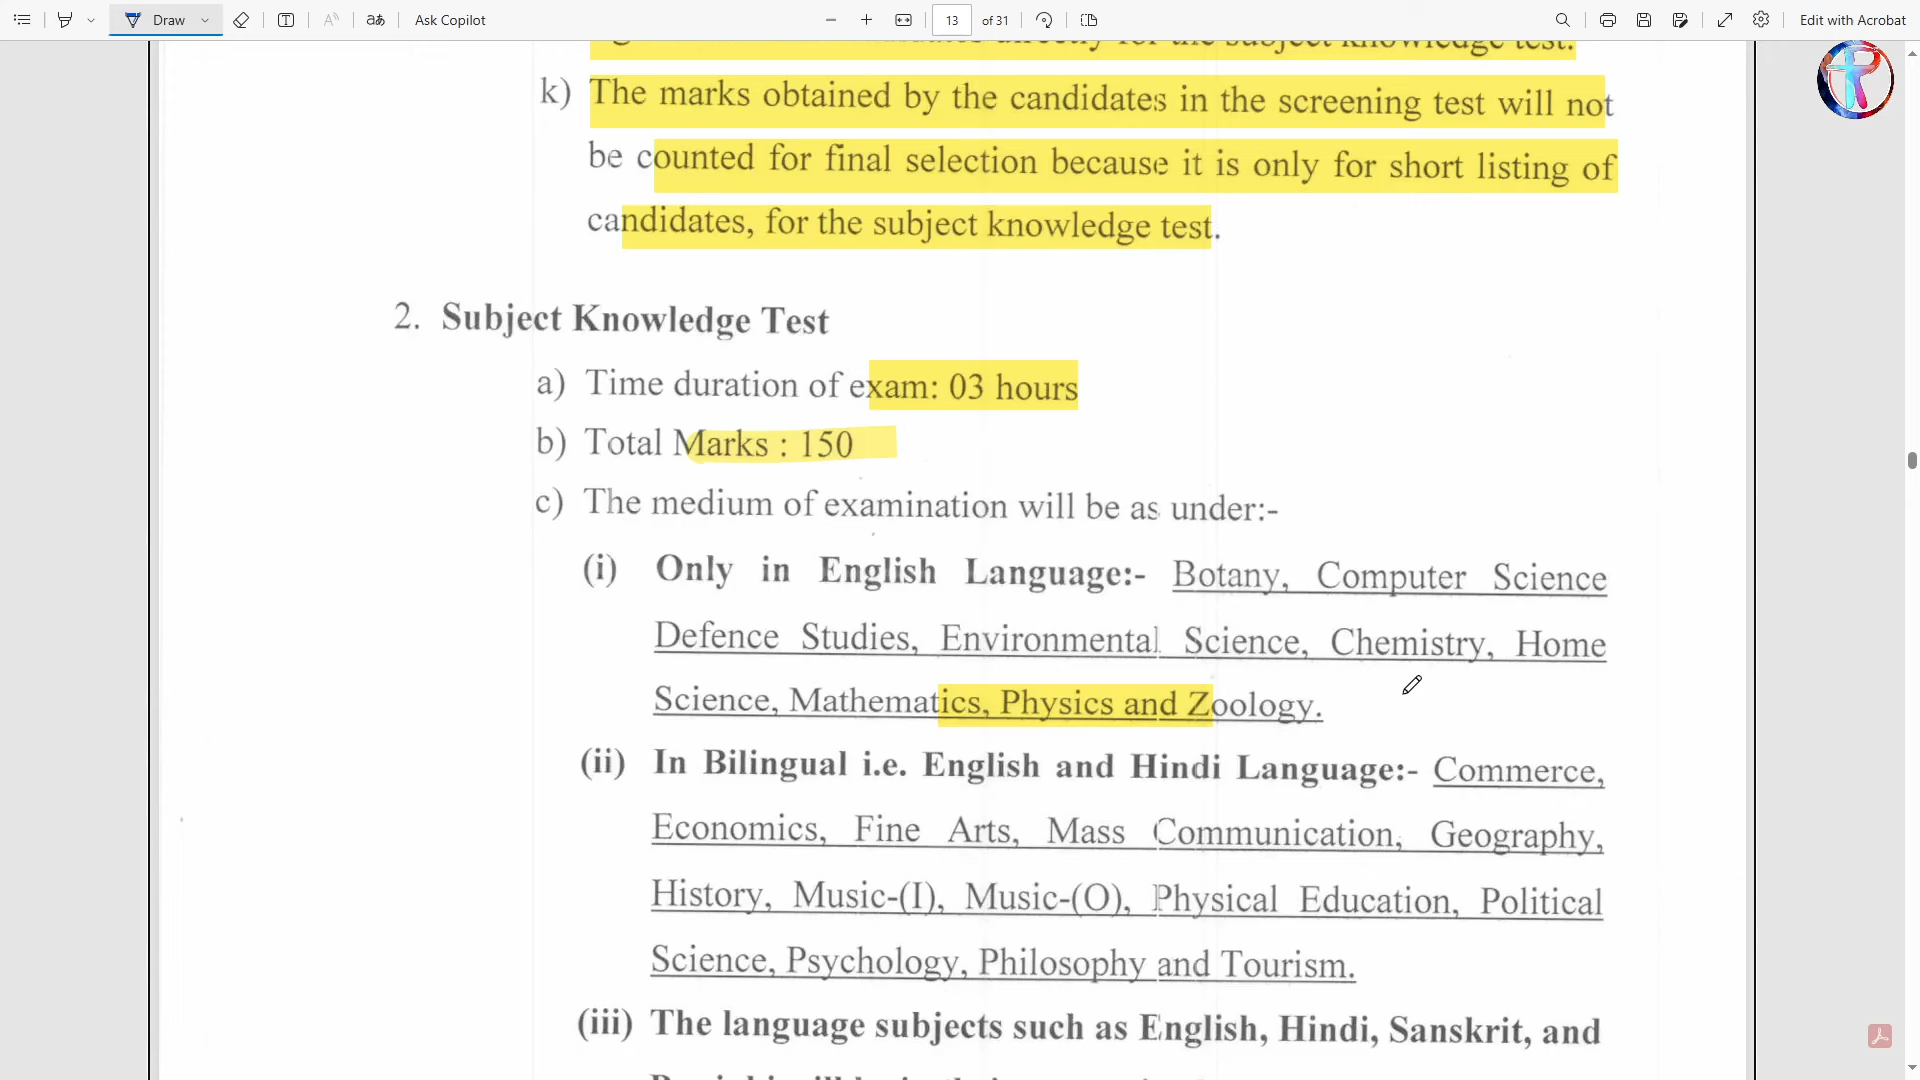 Draw
Ask Copilot
13 of 31
Edit with Acrobat
directly for the subject knowledge test.
k) The marks obtained by the candidates in the screening test will not
be counted for final selection because it is only for short listing of
candidates, for the subject knowledge test.
2. Subject Knowledge Test
a) Time duration of exam: 03 hours
b) Total Marks : 150
c) The medium of examination will be as under:-
(i) Only in English Language:- Botany, Computer Science
Defence Studies, Environmental Science, Chemistry, Home
Science, Mathematics, Physics and Zoology.
(ii) In Bilingual i.e. English and Hindi Language:- Commerce,
Economics, Fine Arts, Mass Communication, Geography,
History, Music-(I), Music-(O), Physical Education, Political
Science, Psychology, Philosophy and Tourism.
(iii) The language subjects such as English, Hindi, Sanskrit, and